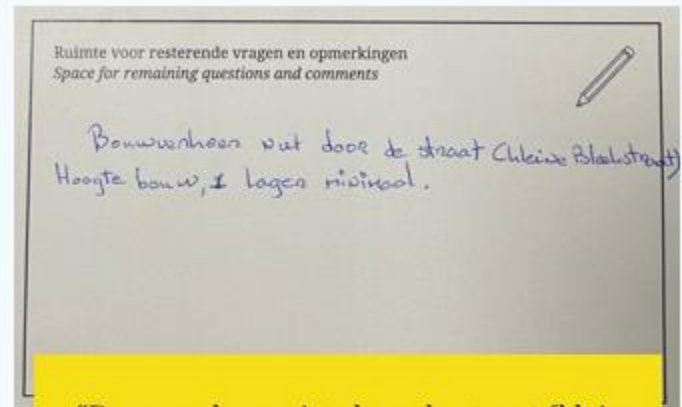 Ruimte voor resterende vragen en opmerkingen
Space for remaining questions and comments
Bouwverkeer niet door de straat (kleine Blekstraat)
Hoogte bouw, 1 lagen minimaal.